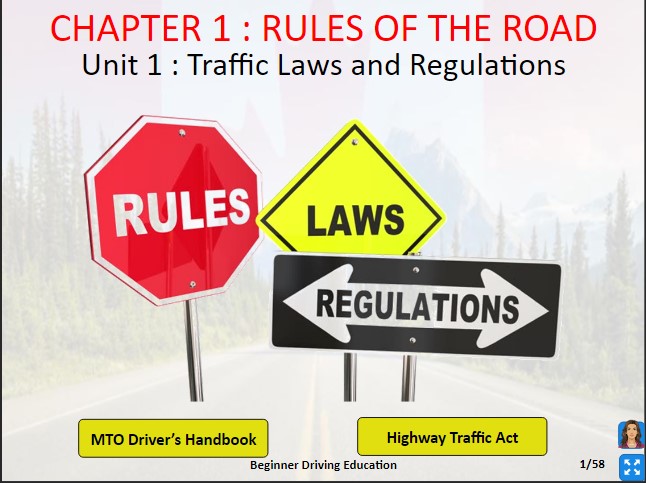 CHAPTER 1 : RULES OF THE ROAD
Unit 1 : Traffic Laws and Regulations
RULES
LAWS
REGULATIONS
MTO Driver's Handbook
Highway Traffic Act
Beginner Driving Education
1/58